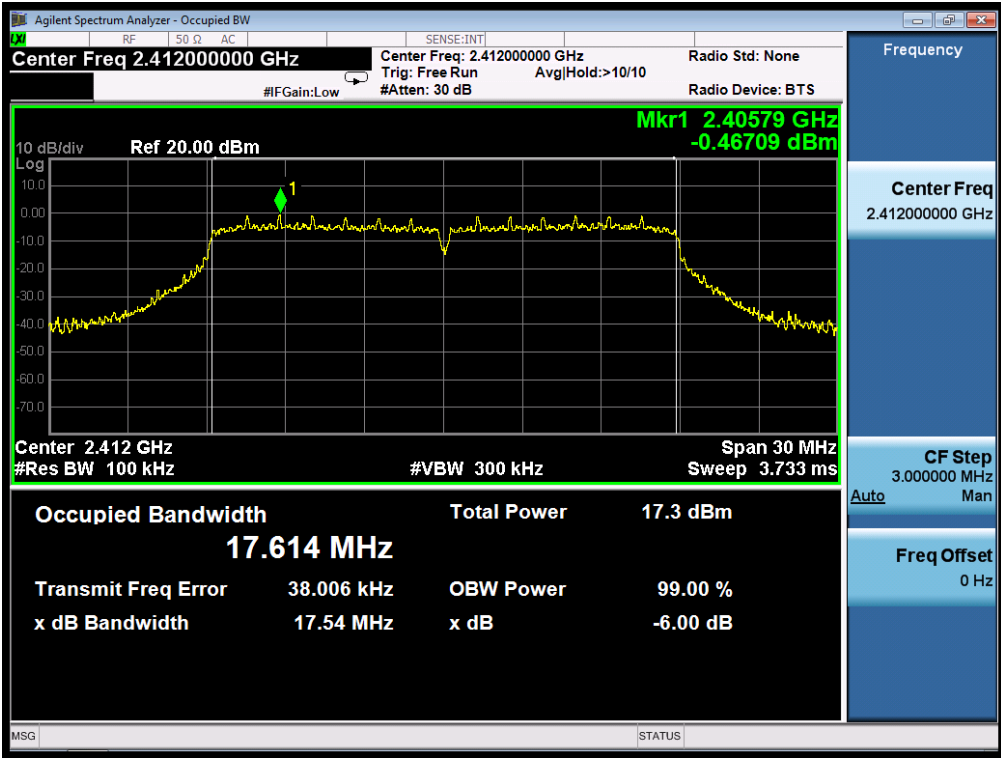 Agilent Spectrum Analyzer - Occupied BW
LXI
RF 50 Ω AC SENSE:INT
Center Freq 2.412000000 GHz
Center Freq: 2.412000000 GHz
Radio Std: None
Trig: Free Run Avg|Hold:>10/10
#IFGain:Low
#Atten: 30 dB
Radio Device: BTS
Mkr1 2.40579 GHz
-0.46709 dBm
10 dB/div Ref 20.00 dBm
Log
10.0
0.00
-10.0
-20.0
-30.0
-40.0
-50.0
-60.0
-70.0
1
Center 2.412 GHz
Span 30 MHz
#Res BW 100 kHz
#VBW 300 kHz
Sweep 3.733 ms
Occupied Bandwidth
17.614 MHz
Total Power 17.3 dBm
Transmit Freq Error 38.006 kHz
OBW Power 99.00 %
x dB Bandwidth 17.54 MHz
x dB -6.00 dB
Frequency
Center Freq
2.412000000 GHz
CF Step
3.000000 MHz
Auto Man
Freq Offset
0 Hz
MSG
STATUS